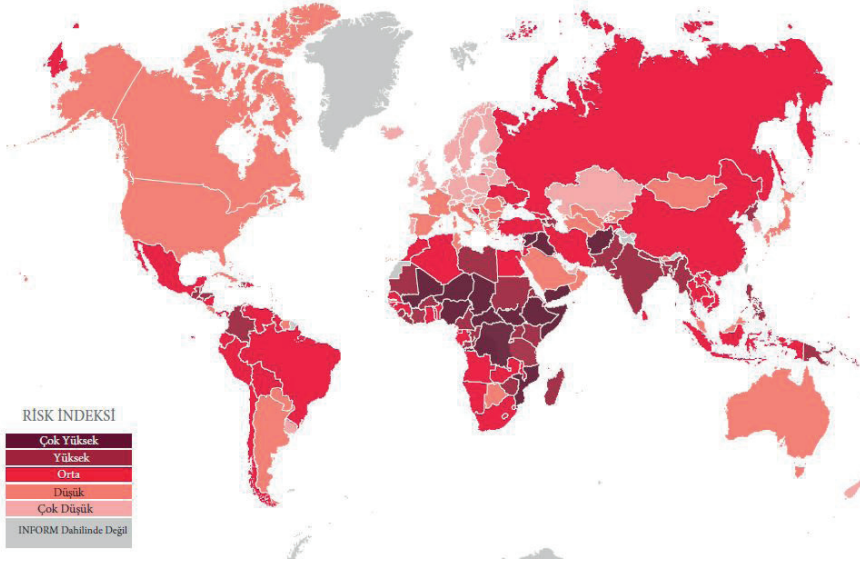 RİSK İNDEKSİ
Çok Yüksek
Yüksek
Orta
Düşük
Çok Düşük
INFORM Dahilinde Değil